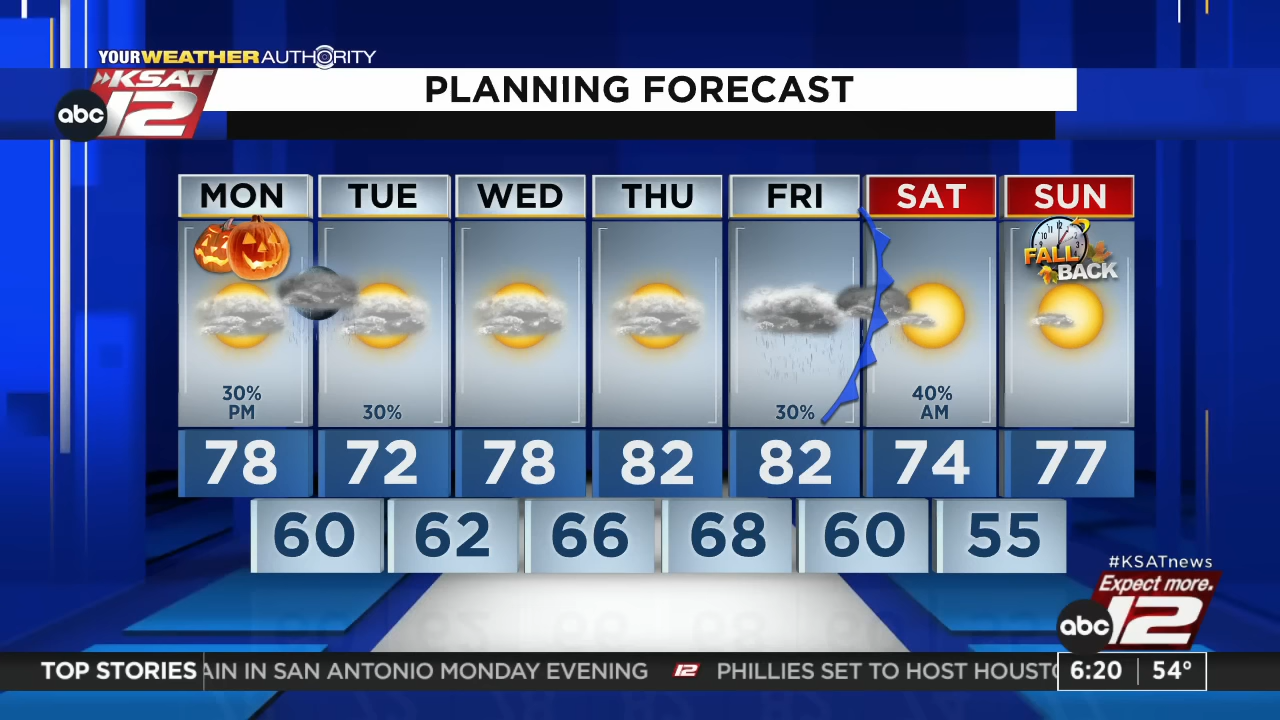 YOURWEATHERAUTHORITY
KSAT
abc 12
PLANNING FORECAST
MON TUE WED THU FRI SAT SUN
FALL
BACK
30% 40%
PM 30% 30% AM
78 72 78 82 82 74 77
60 62 66 68 60 55
#KSATnews
Expect more.
abc 12
TOP STORIES AIN IN SAN ANTONIO MONDAY EVENING 12 PHILLIES SET TO HOST HOUST 6:20 54°